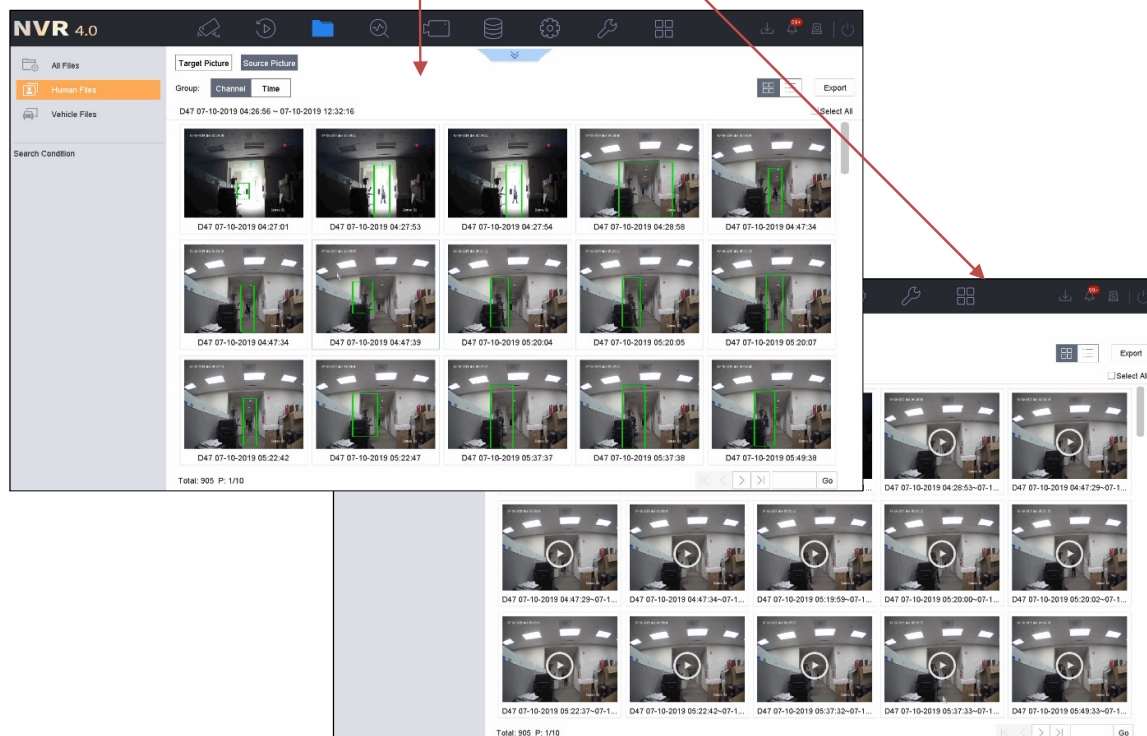 NVR 4.0
99+
All Files
Human Files
Vehicle Files
Search Condition
Target Picture Source Picture
Group: Channel Time
Export
D47 07-10-2019 04:26:56 ~ 07-10-2019 12:32:16
Select All
D47 07-10-2019 04:27:01 D47 07-10-2019 04:27:53 D47 07-10-2019 04:27:54 D47 07-10-2019 04:28:58 D47 07-10-2019 04:47:34
D47 07-10-2019 04:47:34 D47 07-10-2019 04:47:39 D47 07-10-2019 05:20:04 D47 07-10-2019 05:20:05 D47 07-10-2019 05:20:07
D47 07-10-2019 05:22:42 D47 07-10-2019 05:22:47 D47 07-10-2019 05:37:37 D47 07-10-2019 05:37:38 D47 07-10-2019 05:49:38
Total: 905 P: 1/10
Go
99+
Export
Select All
... D47 07-10-2019 04:28:53~07-1... D47 07-10-2019 04:47:29~07-1...
D47 07-10-2019 04:47:29~07-1... D47 07-10-2019 04:47:34~07-1... D47 07-10-2019 05:19:59~07-1... D47 07-10-2019 05:20:00~07-1... D47 07-10-2019 05:20:02~07-1...
D47 07-10-2019 05:22:37~07-1... D47 07-10-2019 05:22:42~07-1... D47 07-10-2019 05:37:32~07-1... D47 07-10-2019 05:37:33~07-1... D47 07-10-2019 05:49:33~07-1...
Total: 905 P: 1/10
Go